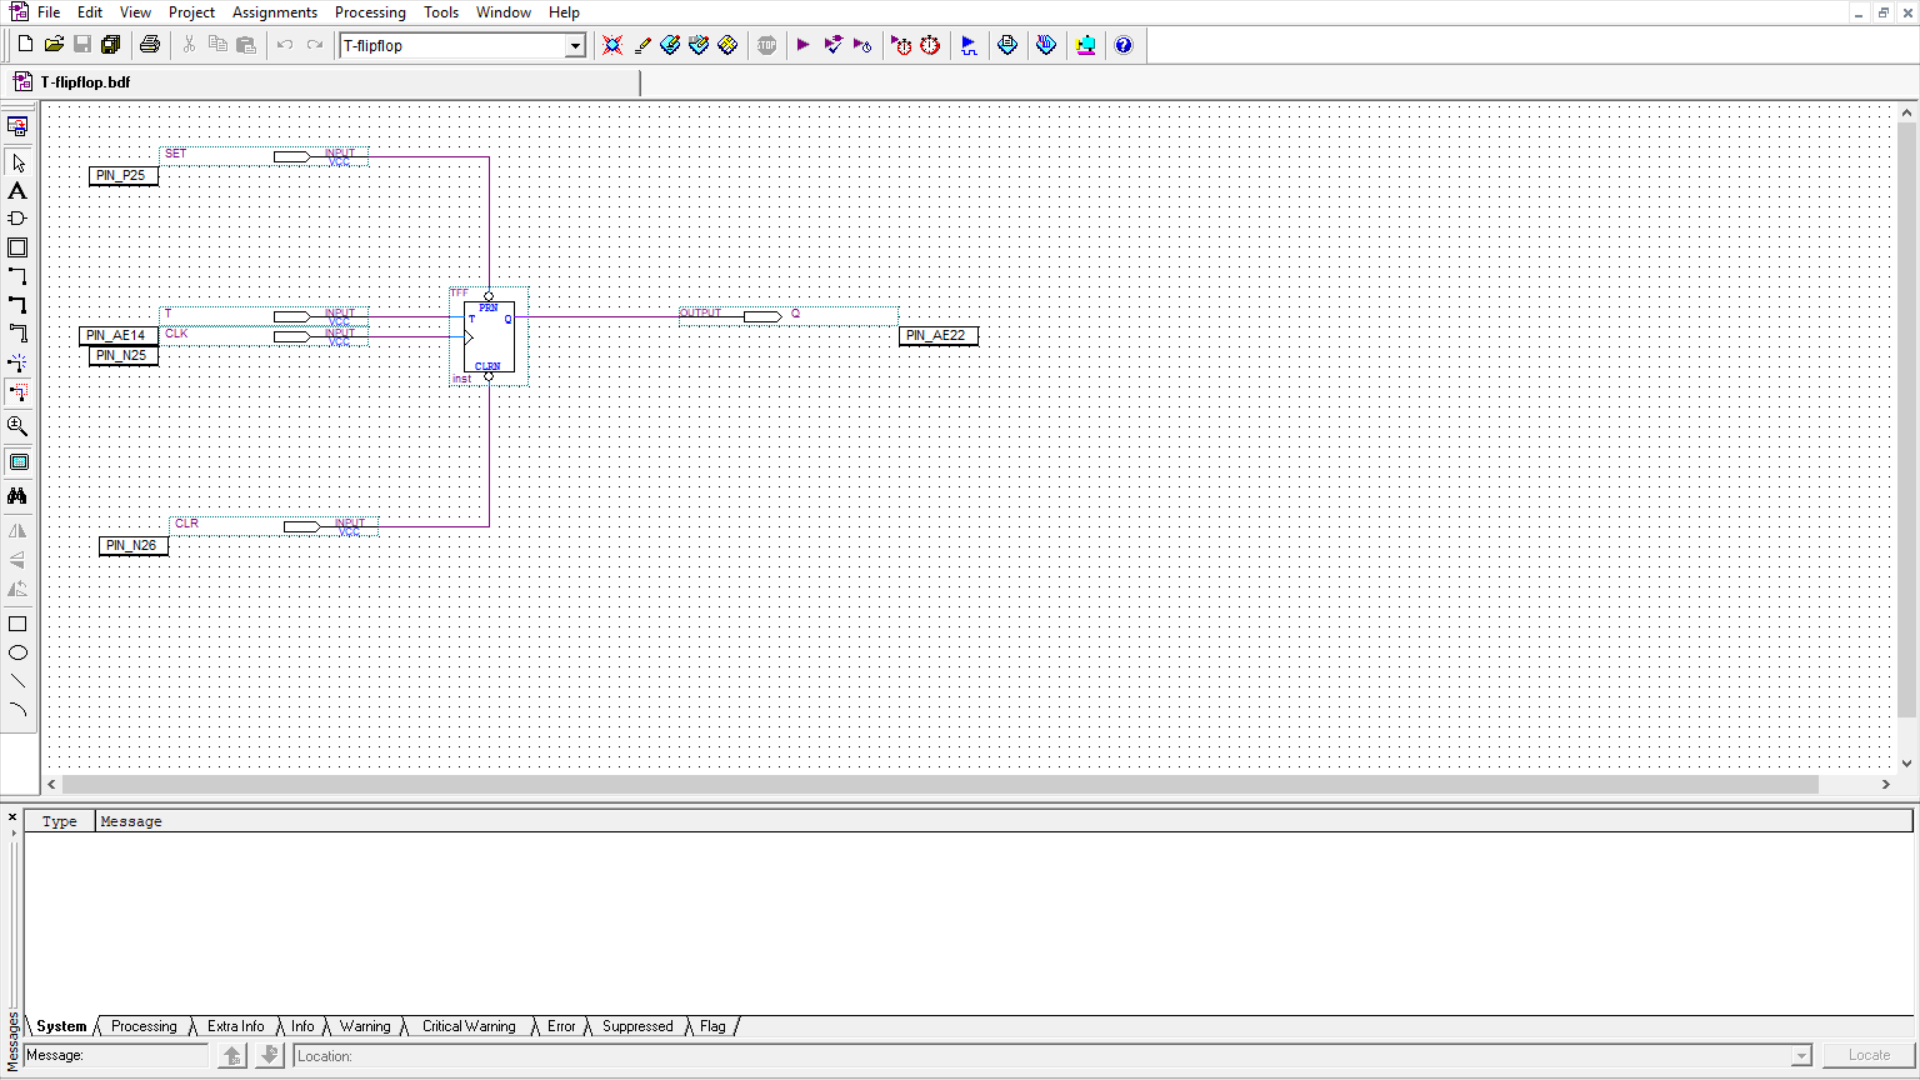 File Edit View Project Assignments Processing Tools Window Help
T-flipflop
STOP
T-flipflop.bdf
SET INPUT
VCC
PIN_P25
TFF
PRN
T INPUT T Q OUTPUT Q
VCC
PIN_AE14 CLK INPUT PIN_AE22
VCC
PIN_N25
CLRN
inst
CLR INPUT
VCC
PIN_N26
Type Message
System Processing Extra Info Info Warning Critical Warning Error Suppressed Flag
Messages
Message: Location: Locate